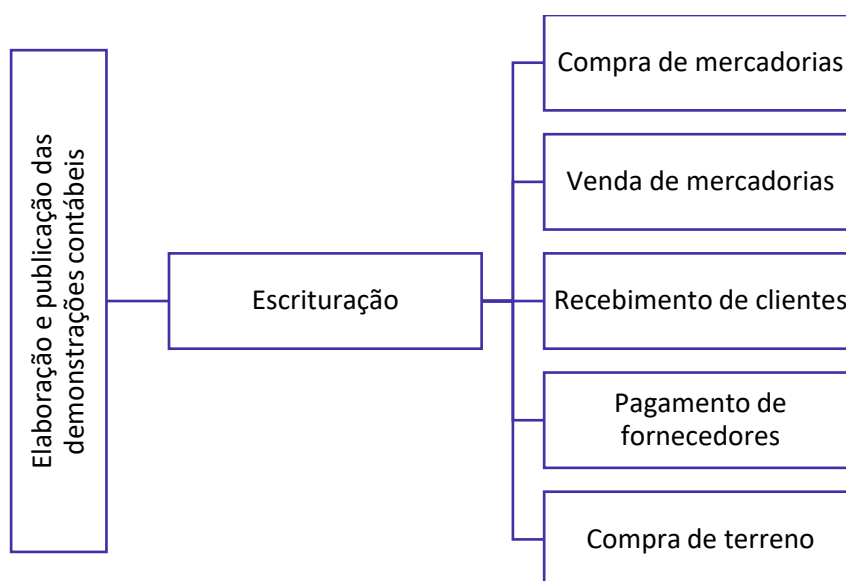 Elaboração e publicação das
demonstrações contábeis
Escrituração
Compra de mercadorias
Venda de mercadorias
Recebimento de clientes
Pagamento de
fornecedores
Compra de terreno